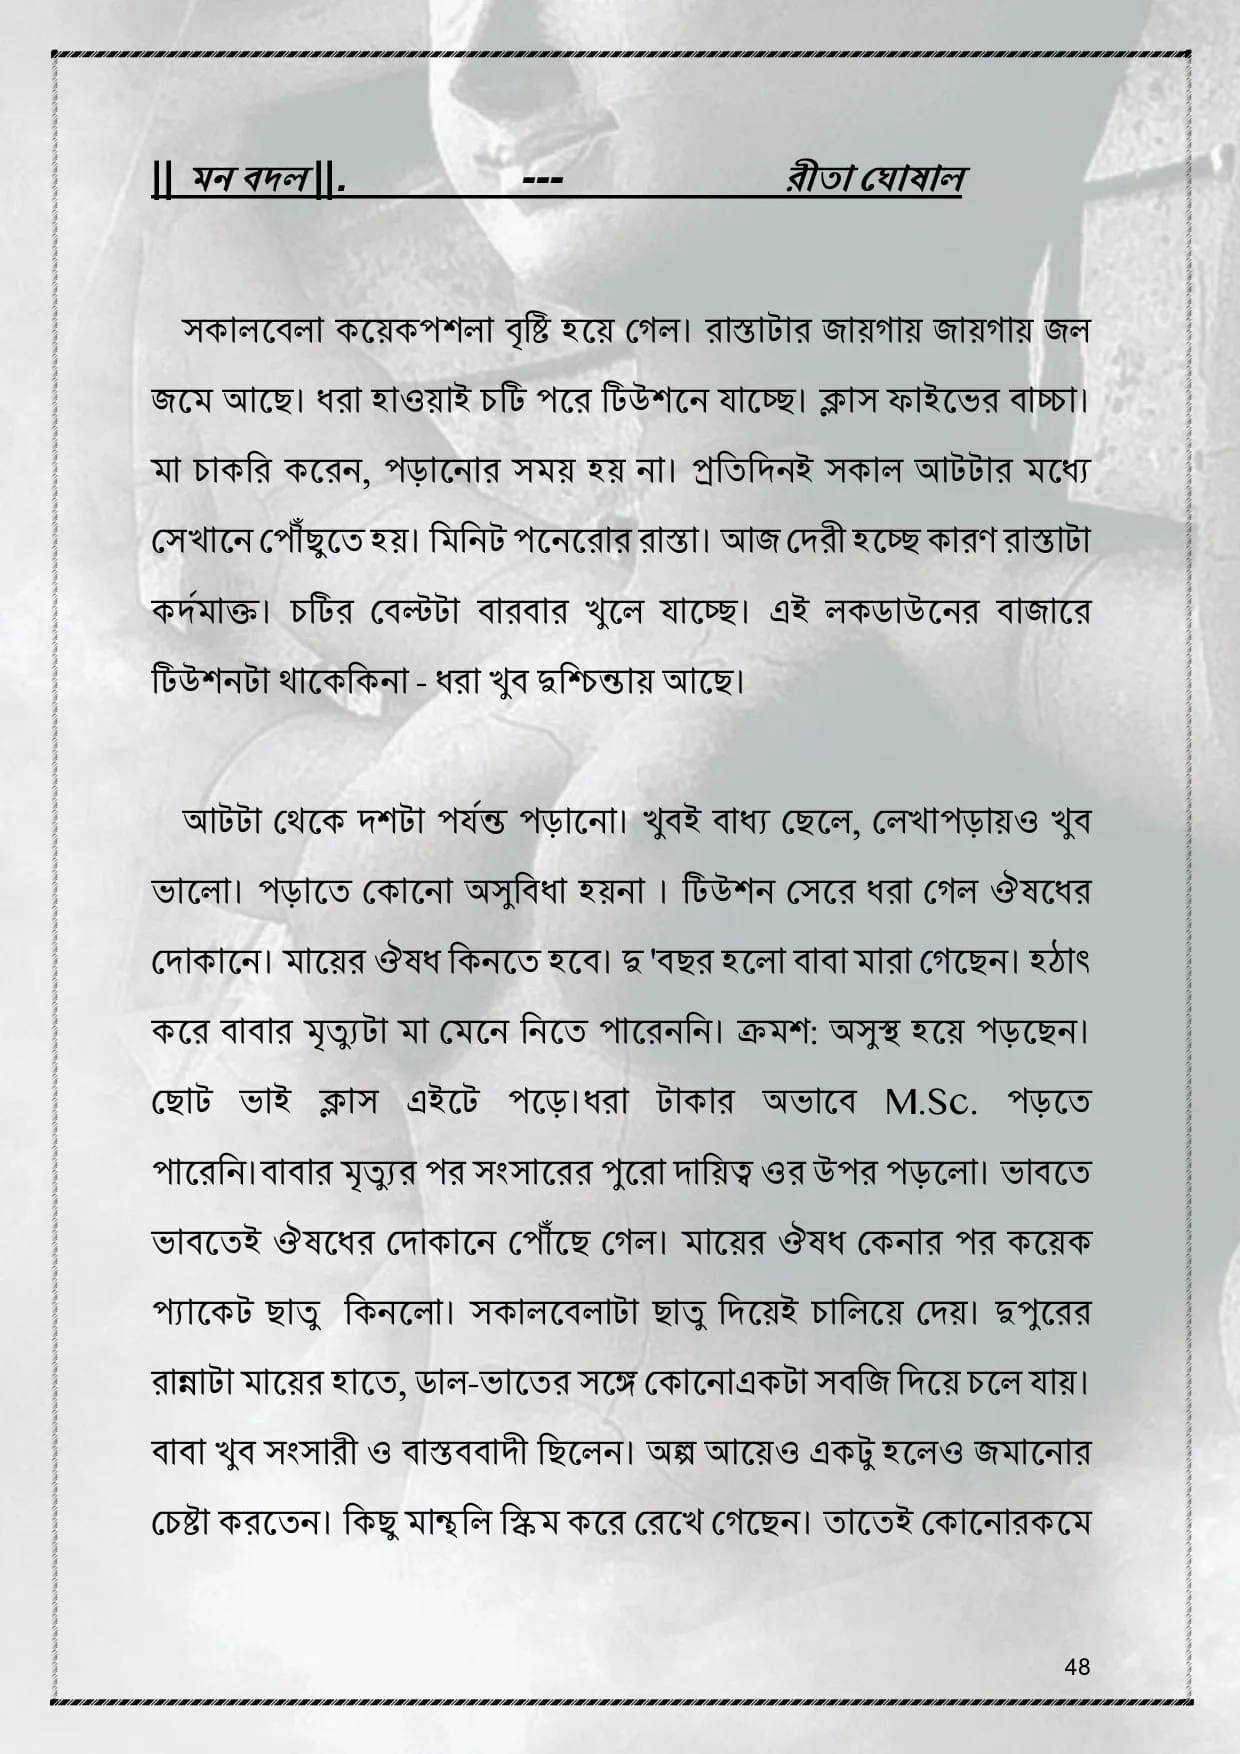 || মন বদল ||. --- রীতা ঘোষাল
সকালবেলা কয়েকপশলা বৃষ্টি হয়ে গেল। রাস্তাটার জায়গায় জায়গায় জল
জমে আছে। ধরা হাওয়াই চটি পরে টিউশনে যাচ্ছে। ক্লাস ফাইভের বাচ্চা।
মা চাকরি করেন, পড়ানোর সময় হয় না। প্রতিদিনই সকাল আটটার মধ্যে
সেখানে পৌঁছুতে হয়। মিনিট পনেরোর রাস্তা। আজ দেরী হচ্ছে কারণ রাস্তাটা
কর্দমাক্ত। চটির বেল্টটা বারবার খুলে যাচ্ছে। এই লকডাউনের বাজারে
টিউশনটা থাকেকিনা - ধরা খুব দুশ্চিন্তায় আছে।
আটটা থেকে দশটা পর্যন্ত পড়ানো। খুবই বাধ্য ছেলে, লেখাপড়ায়ও খুব
ভালো। পড়াতে কোনো অসুবিধা হয়না । টিউশন সেরে ধরা গেল ঔষধের
দোকানে। মায়ের ঔষধ কিনতে হবে। দু 'বছর হলো বাবা মারা গেছেন। হঠাৎ
করে বাবার মৃত্যুটা মা মেনে নিতে পারেননি। ক্রমশ: অসুস্থ হয়ে পড়ছেন।
ছোট ভাই ক্লাস এইটে পড়ে।ধরা টাকার অভাবে M.Sc. পড়তে
পারেনি।বাবার মৃত্যুর পর সংসারের পুরো দায়িত্ব ওর উপর পড়লো। ভাবতে
ভাবতেই ঔষধের দোকানে পৌঁছে গেল। মায়ের ঔষধ কেনার পর কয়েক
প্যাকেট ছাতু কিনলো। সকালবেলাটা ছাতু দিয়েই চালিয়ে দেয়। দুপুরের
রান্নাটা মায়ের হাতে, ডাল-ভাতের সঙ্গে কোনোএকটা সবজি দিয়ে চলে যায়।
বাবা খুব সংসারী ও বাস্তববাদী ছিলেন। অল্প আয়েও একটু হলেও জমানোর
চেষ্টা করতেন। কিছু মান্থলি স্কিম করে রেখে গেছেন। তাতেই কোনোরকমে
48